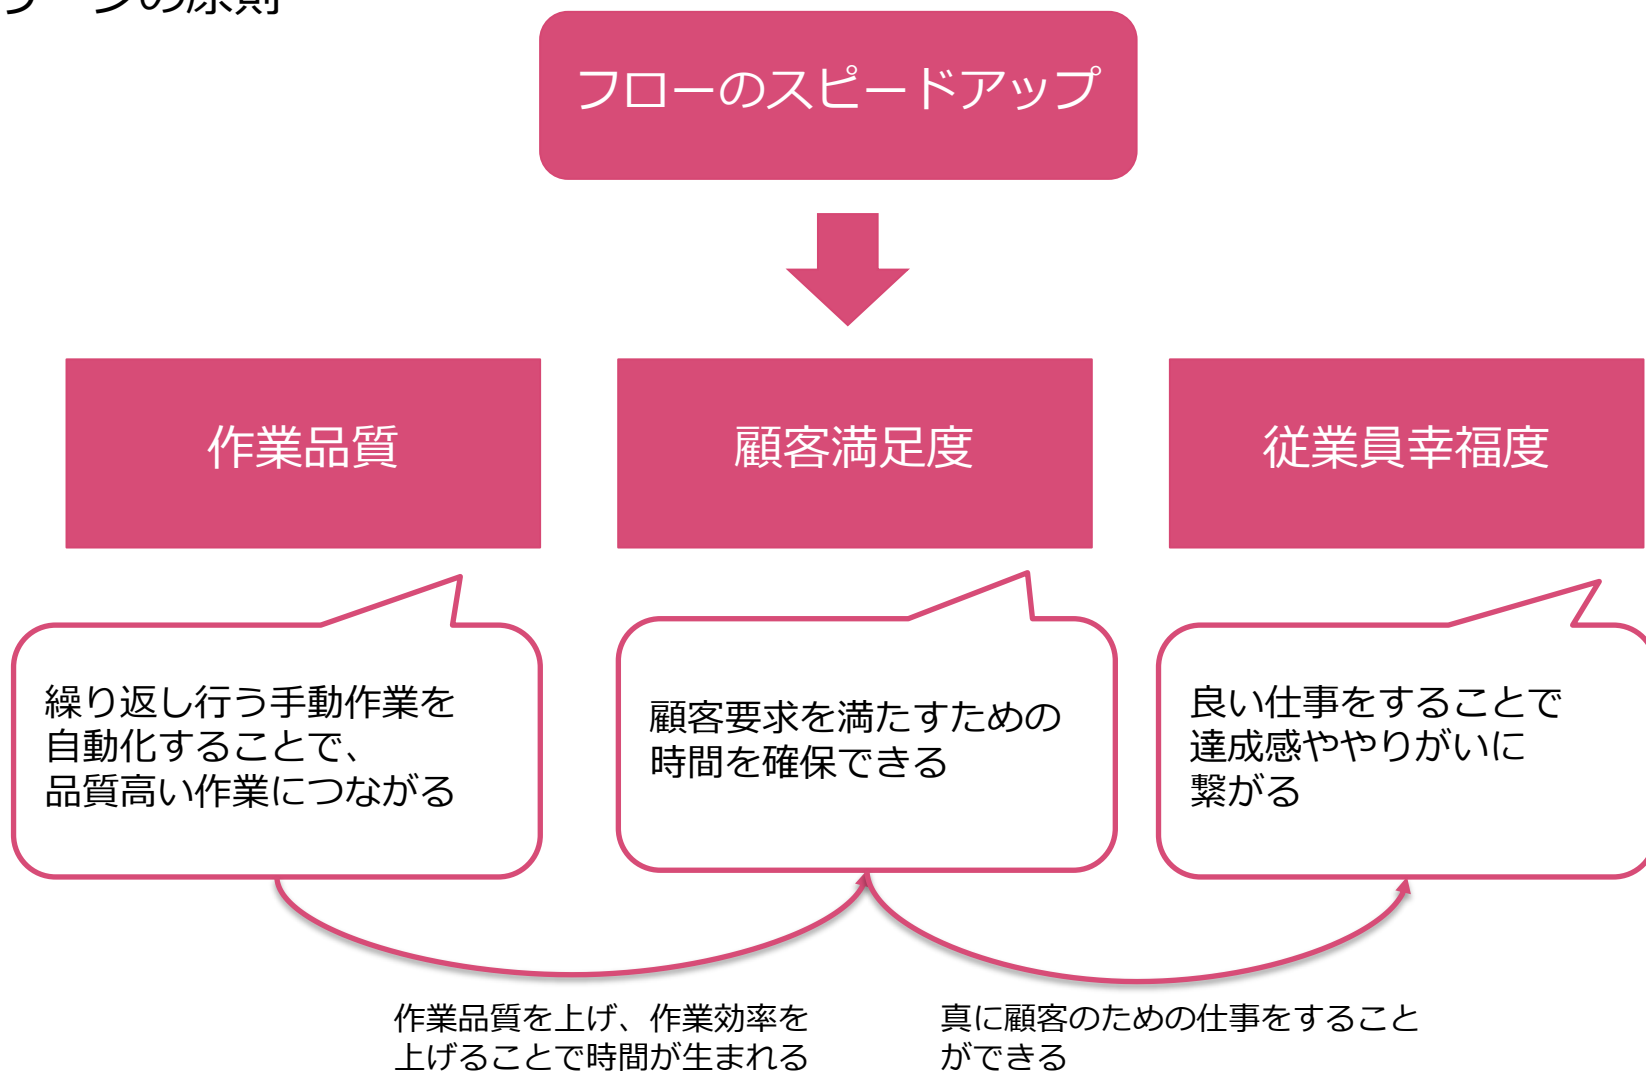 フローのスピードアップ
作業品質
顧客満足度
従業員幸福度
繰り返し行う手動作業を
自動化することで、
品質高い作業につながる
顧客要求を満たすための
時間を確保できる
良い仕事をすることで
達成感ややりがいに
繋がる
作業品質を上げ、作業効率を
上げることで時間が生まれる
真に顧客のための仕事をすること
ができる